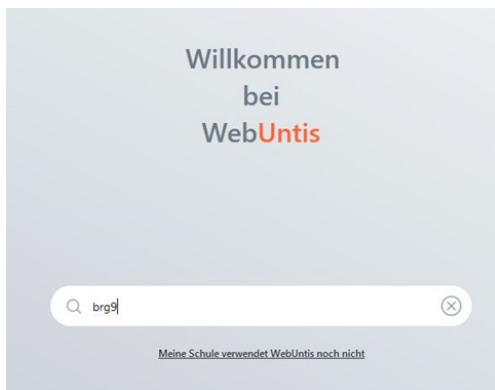 Willkommen
bei
WebUntis
brg9
Meine Schule verwendet WebUntis noch nicht